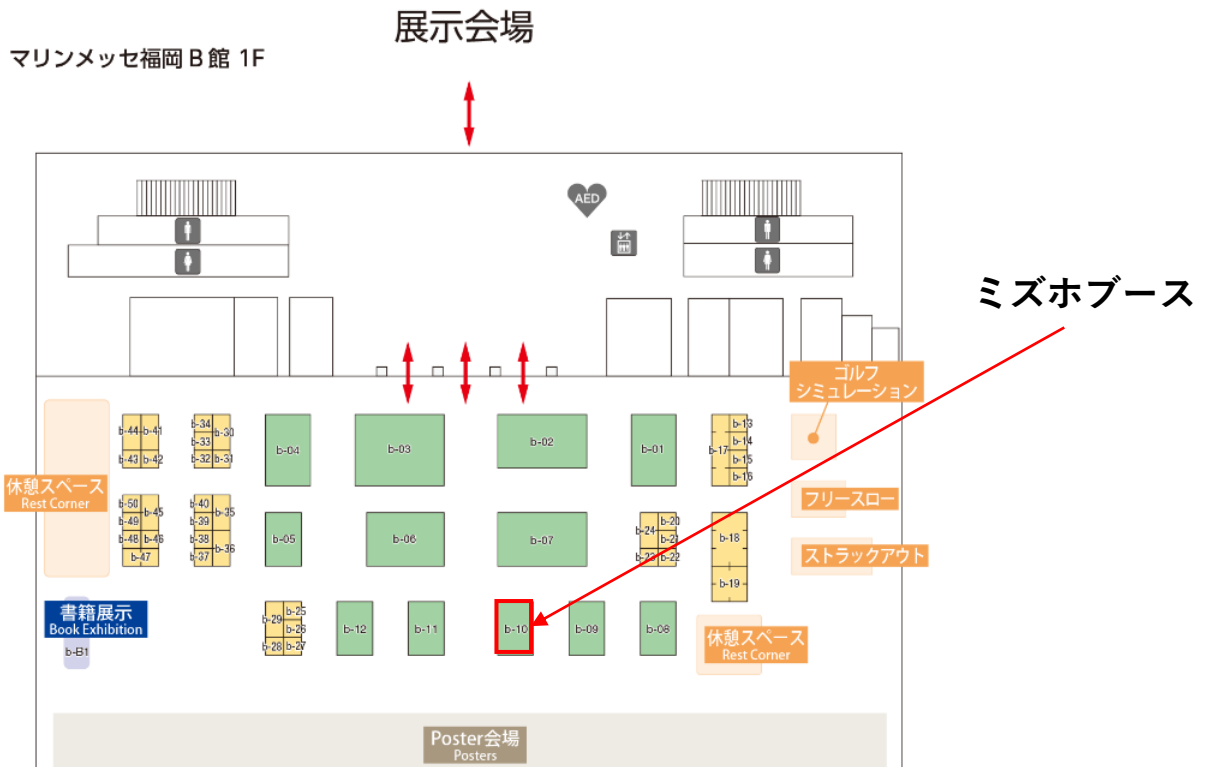 展示会場
マリンメッセ福岡 B 館 1F
AED
ミズホブース
ゴルフ
シミュレーション
b-44
b-41
b-43
b-42
b-34
b-33
b-30
b-32
b-31
b-04
b-03
b-02
b-01
b-17
b-13
b-14
b-15
b-16
休憩スペース
Rest Corner
フリースロー
b-50
b-49
b-45
b-48
b-46
b-47
b-40
b-39
b-35
b-38
b-37
b-36
b-05
b-06
b-07
b-24
b-20
b-21
b-23
b-22
b-18
b-19
ストラックアウト
書籍展示
Book Exhibition
b-B1
b-29
b-25
b-26
b-28
b-27
b-12
b-11
b-10
b-09
b-08
休憩スペース
Rest Corner
Poster会場
Posters